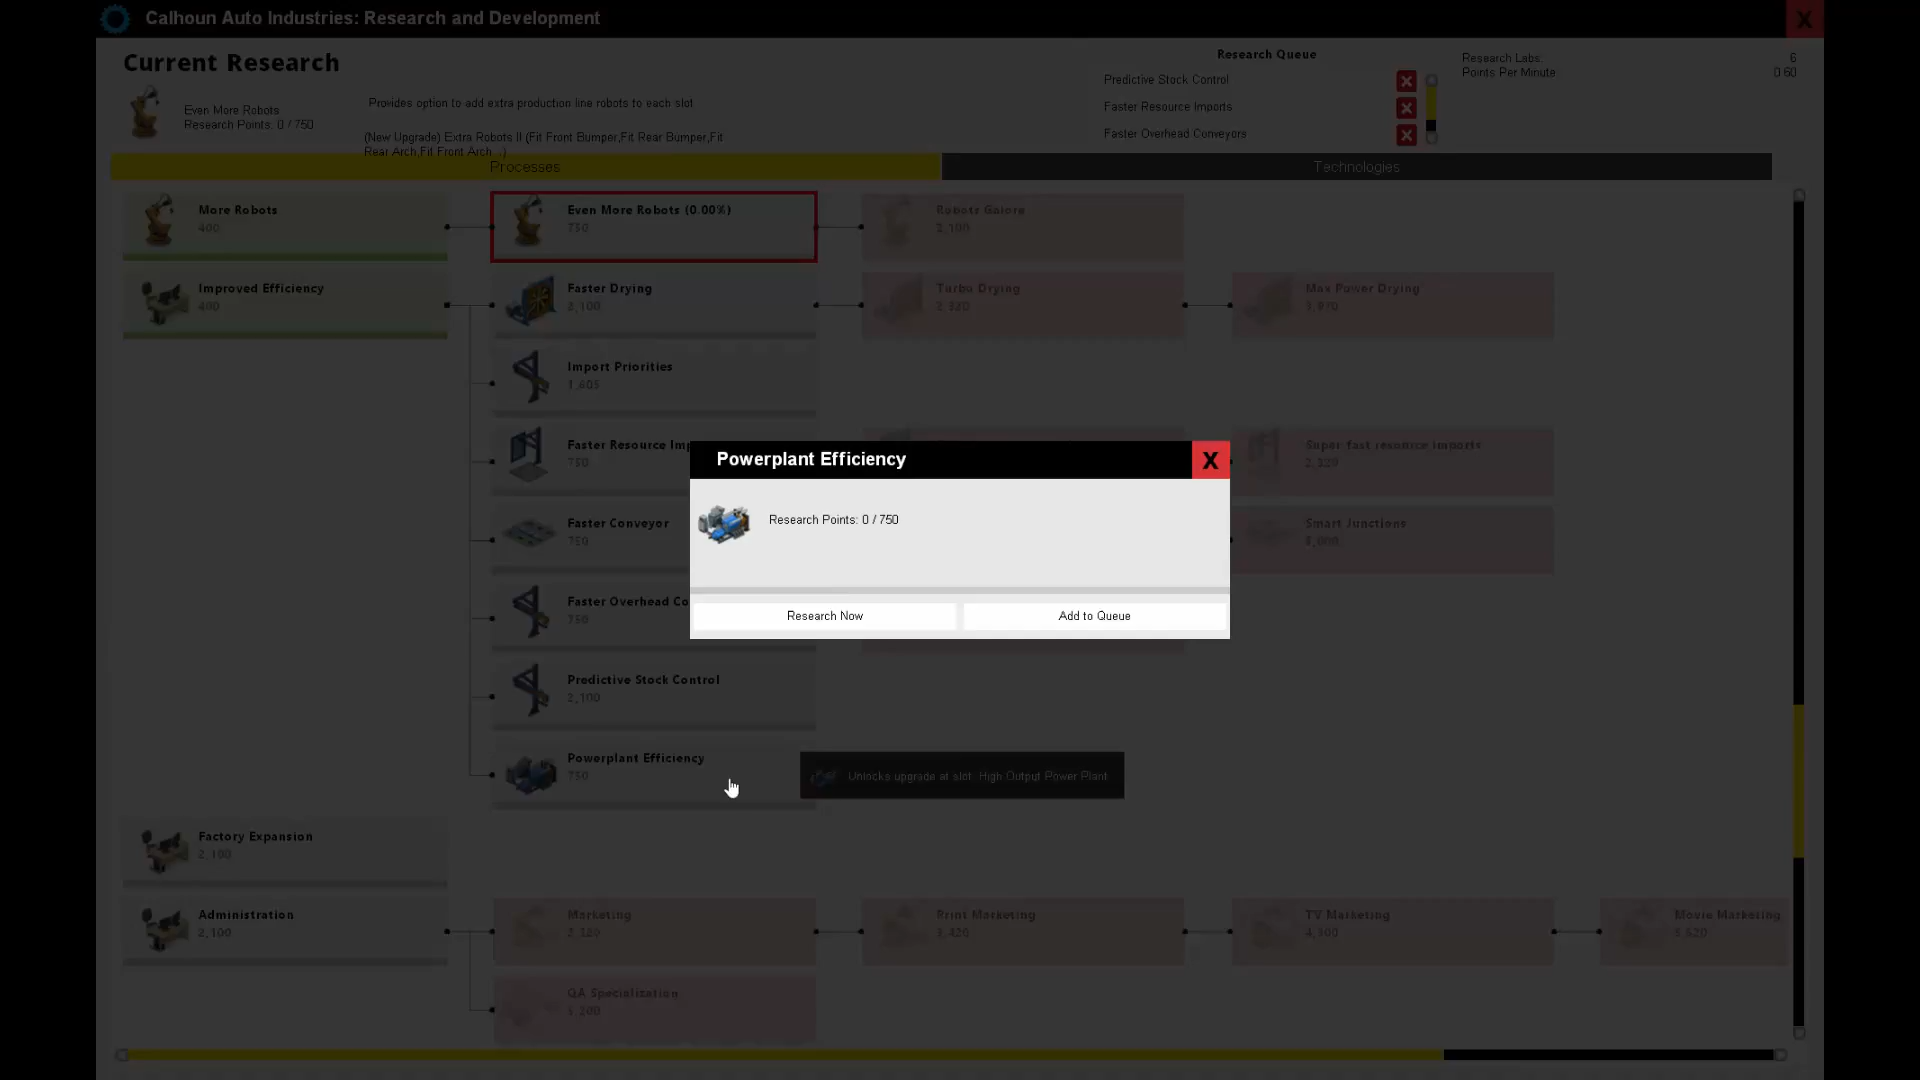 Calhoun Auto Industries: Research and Development
X
Current Research
Research Queue
Research Labs: 6
Points Per Minute 0.60
Predictive Stock Control
Faster Resource Imports
Faster Overhead Conveyors
Even More Robots
Research Points: 0 / 750
Provides option to add extra production line robots to each slot
(New Upgrade) Extra Robots II (Fit Front Bumper,Fit Rear Bumper,Fit
Rear Arch,Fit Front Arch
Processes
Technologies
More Robots
400
Even More Robots (0.00%)
750
Robots Galore
Improved Efficiency
400
Faster Drying
Turbo Drying
Max Power Drying
Import Priorities
1,605
Faster Resource Imp
750
Super fast resource imports
Faster Conveyor
750
Smart Junctions
Faster Overhead Co
750
Predictive Stock Control
2,100
Powerplant Efficiency
750
Unlocks upgrade at slot: High Output Power Plant
Powerplant Efficiency
X
Research Points: 0 / 750
Research Now
Add to Queue
Factory Expansion
2,100
Administration
2,100
Marketing
Print Marketing
TV Marketing
Movie Marketing
QA Specialization